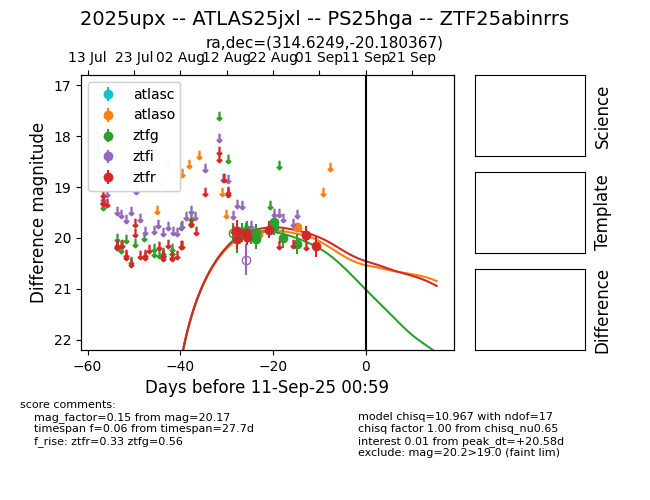 2025upx -- ATLAS25jxl -- PS25hga -- ZTF25abinrrs
ra,dec=(314.6249,-20.180367)
13 Jul 23 Jul 02 Aug 12 Aug 22 Aug 01 Sep 11 Sep 21 Sep
17
18
19
20
21
22
Difference magnitude
atlasc
atlaso
ztfg
ztfi
ztfr
−60 −40 −20 0
Days before 11-Sep-25 00:59
Science
Template
Difference
score comments:
mag_factor=0.15 from mag=20.17
timespan f=0.06 from timespan=27.7d
f_rise: ztfr=0.33 ztfg=0.56
model chisq=10.967 with ndof=17
chisq factor 1.00 from chisq_nu0.65
interest 0.01 from peak_dt=+20.58d
exclude: mag=20.2>19.0 (faint lim)